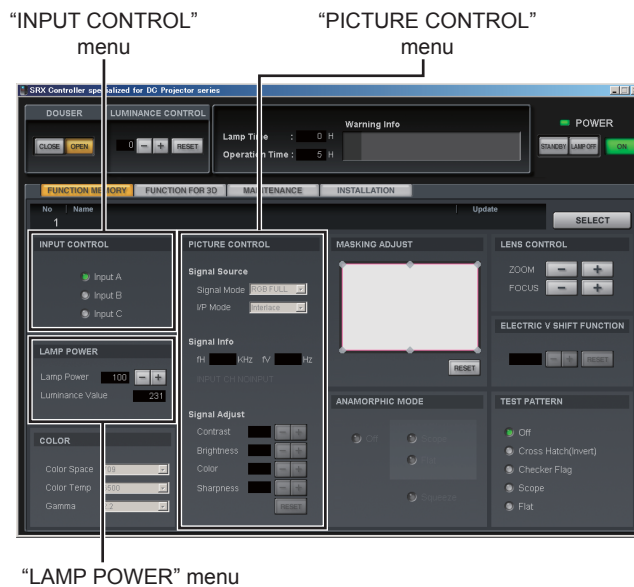 “INPUT CONTROL”
menu
“PICTURE CONTROL”
menu
SRX Controller specialized for DC Projector series
DOUSER
LUMINANCE CONTROL
CLOSE OPEN
0 - + RESET
Lamp Time : 0 H
Operation Time : 5 H
Warning Info
POWER
STANDBY LAMP OFF ON
FUNCTION MEMORY FUNCTION FOR 3D MAINTENANCE INSTALLATION
No Name Update
1
SELECT
INPUT CONTROL
Input A
Input B
Input C
LAMP POWER
Lamp Power 100 - +
Luminance Value 231
COLOR
Color Space 709
Color Temp 6500
Gamma 2.2
PICTURE CONTROL
Signal Source
Signal Mode RGB FULL
I/P Mode Interlace
Signal Info
fH KHz fV Hz
INPUT CH NOINPUT
Signal Adjust
Contrast - +
Brightness - +
Color - +
Sharpness - +
RESET
MASKING ADJUST
RESET
ANAMORPHIC MODE
Off Scope
Flat
Squeeze
LENS CONTROL
ZOOM - +
FOCUS - +
ELECTRIC V SHIFT FUNCTION
- + RESET
TEST PATTERN
Off
Cross Hatch(Invert)
Checker Flag
Scope
Flat
“LAMP POWER” menu